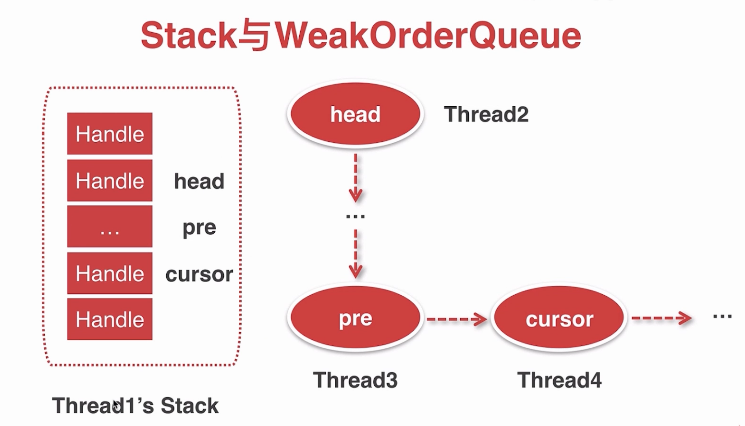 Stack与WeakOrderQueue
Handle
Handle
...
Handle
Handle
head
pre
cursor
Thread1's Stack
head
Thread2
...
pre
Thread3
cursor
Thread4
...